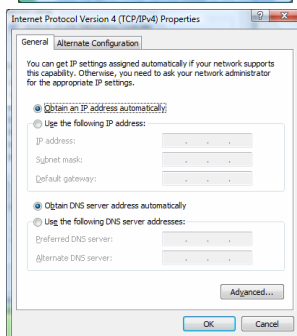 Internet Protocol Version 4 (TCP/IPv4) Properties
General Alternate Configuration
You can get IP settings assigned automatically if your network supports
this capability. Otherwise, you need to ask your network administrator
for the appropriate IP settings.
Obtain an IP address automatically
Use the following IP address:
IP address:
Subnet mask:
Default gateway:
Obtain DNS server address automatically
Use the following DNS server addresses:
Preferred DNS server:
Alternate DNS server:
Advanced...
OK Cancel